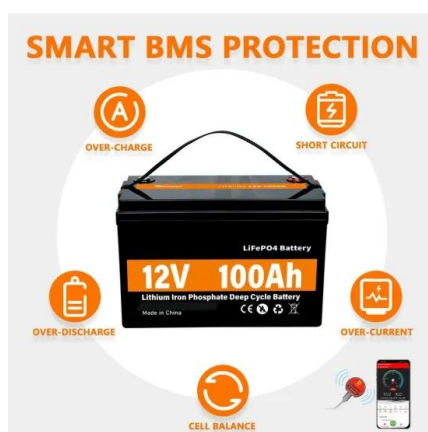 SMART BMS PROTECTION
A
OVER-CHARGE
SHORT CIRCUIT
LiFePO4 Battery
12V 100Ah
Lithium Iron Phosphate Deep Cycle Battery
Made in China
CE
OVER-DISCHARGE
OVER-CURRENT
CELL BALANCE